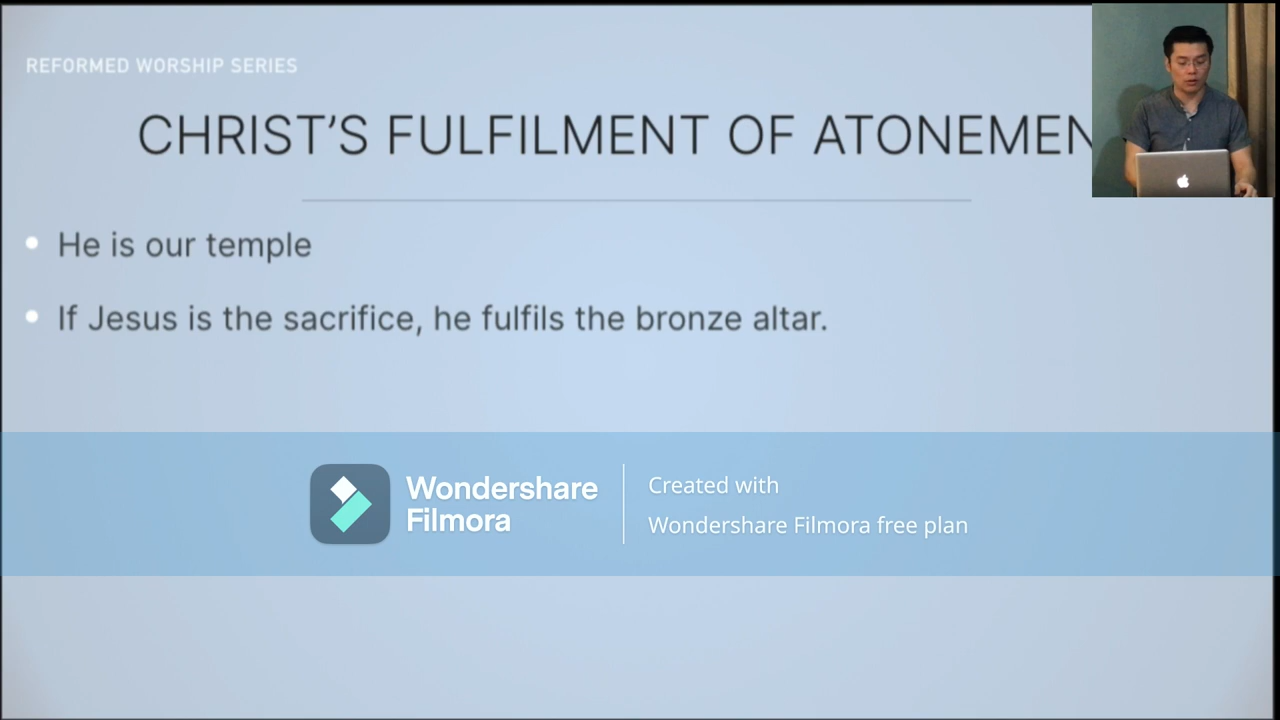 REFORMED WORSHIP SERIES
CHRIST’S FULFILMENT OF ATONEMEN
• He is our temple
• If Jesus is the sacrifice, he fulfils the bronze altar.
Wondershare
Filmora
Created with
Wondershare Filmora free plan